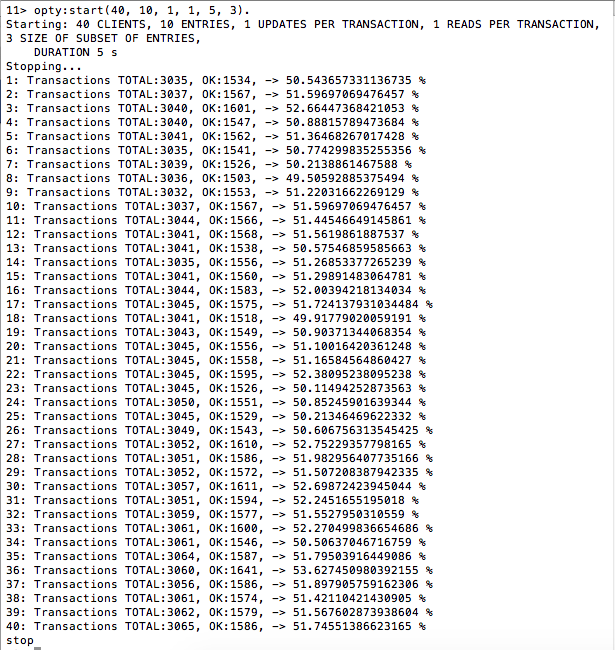 11> opty:start(40, 10, 1, 1, 5, 3).
Starting: 40 CLIENTS, 10 ENTRIES, 1 UPDATES PER TRANSACTION, 1 READS PER TRANSACTION,
3 SIZE OF SUBSET OF ENTRIES,
DURATION 5 s
Stopping...
1: Transactions TOTAL:3035, OK:1534, -> 50.543657331136735 %
2: Transactions TOTAL:3037, OK:1567, -> 51.59697069476457 %
3: Transactions TOTAL:3040, OK:1601, -> 52.66447368421053 %
4: Transactions TOTAL:3040, OK:1547, -> 50.88815789473684 %
5: Transactions TOTAL:3041, OK:1562, -> 51.36468267017428 %
6: Transactions TOTAL:3035, OK:1541, -> 50.774299835255356 %
7: Transactions TOTAL:3039, OK:1526, -> 50.2138861467588 %
8: Transactions TOTAL:3036, OK:1503, -> 49.50592885375494 %
9: Transactions TOTAL:3032, OK:1553, -> 51.22031662269129 %
10: Transactions TOTAL:3037, OK:1567, -> 51.59697069476457 %
11: Transactions TOTAL:3044, OK:1566, -> 51.44546649145861 %
12: Transactions TOTAL:3041, OK:1568, -> 51.5619861887537 %
13: Transactions TOTAL:3041, OK:1538, -> 50.57546859585663 %
14: Transactions TOTAL:3035, OK:1556, -> 51.26853377265239 %
15: Transactions TOTAL:3041, OK:1560, -> 51.29891483064781 %
16: Transactions TOTAL:3044, OK:1583, -> 52.00394218134034 %
17: Transactions TOTAL:3045, OK:1575, -> 51.724137931034484 %
18: Transactions TOTAL:3041, OK:1518, -> 49.91779020059191 %
19: Transactions TOTAL:3043, OK:1549, -> 50.90371344068354 %
20: Transactions TOTAL:3045, OK:1556, -> 51.10016420361248 %
21: Transactions TOTAL:3045, OK:1558, -> 51.16584564860427 %
22: Transactions TOTAL:3045, OK:1595, -> 52.38095238095238 %
23: Transactions TOTAL:3045, OK:1526, -> 50.11494252873563 %
24: Transactions TOTAL:3050, OK:1551, -> 50.85245901639344 %
25: Transactions TOTAL:3045, OK:1529, -> 50.21346469622332 %
26: Transactions TOTAL:3049, OK:1543, -> 50.606756313545425 %
27: Transactions TOTAL:3052, OK:1610, -> 52.75229357798165 %
28: Transactions TOTAL:3051, OK:1586, -> 51.982956407735166 %
29: Transactions TOTAL:3052, OK:1572, -> 51.507208387942335 %
30: Transactions TOTAL:3057, OK:1611, -> 52.69872423945044 %
31: Transactions TOTAL:3051, OK:1594, -> 52.2451655195018 %
32: Transactions TOTAL:3059, OK:1577, -> 51.5527950310559 %
33: Transactions TOTAL:3061, OK:1600, -> 52.270499836654686 %
34: Transactions TOTAL:3061, OK:1546, -> 50.50637046716759 %
35: Transactions TOTAL:3064, OK:1587, -> 51.79503916449086 %
36: Transactions TOTAL:3060, OK:1641, -> 53.627450980392155 %
37: Transactions TOTAL:3056, OK:1586, -> 51.897905759162306 %
38: Transactions TOTAL:3061, OK:1574, -> 51.42110421430905 %
39: Transactions TOTAL:3062, OK:1579, -> 51.567602873938604 %
40: Transactions TOTAL:3065, OK:1586, -> 51.74551386623165 %
stop